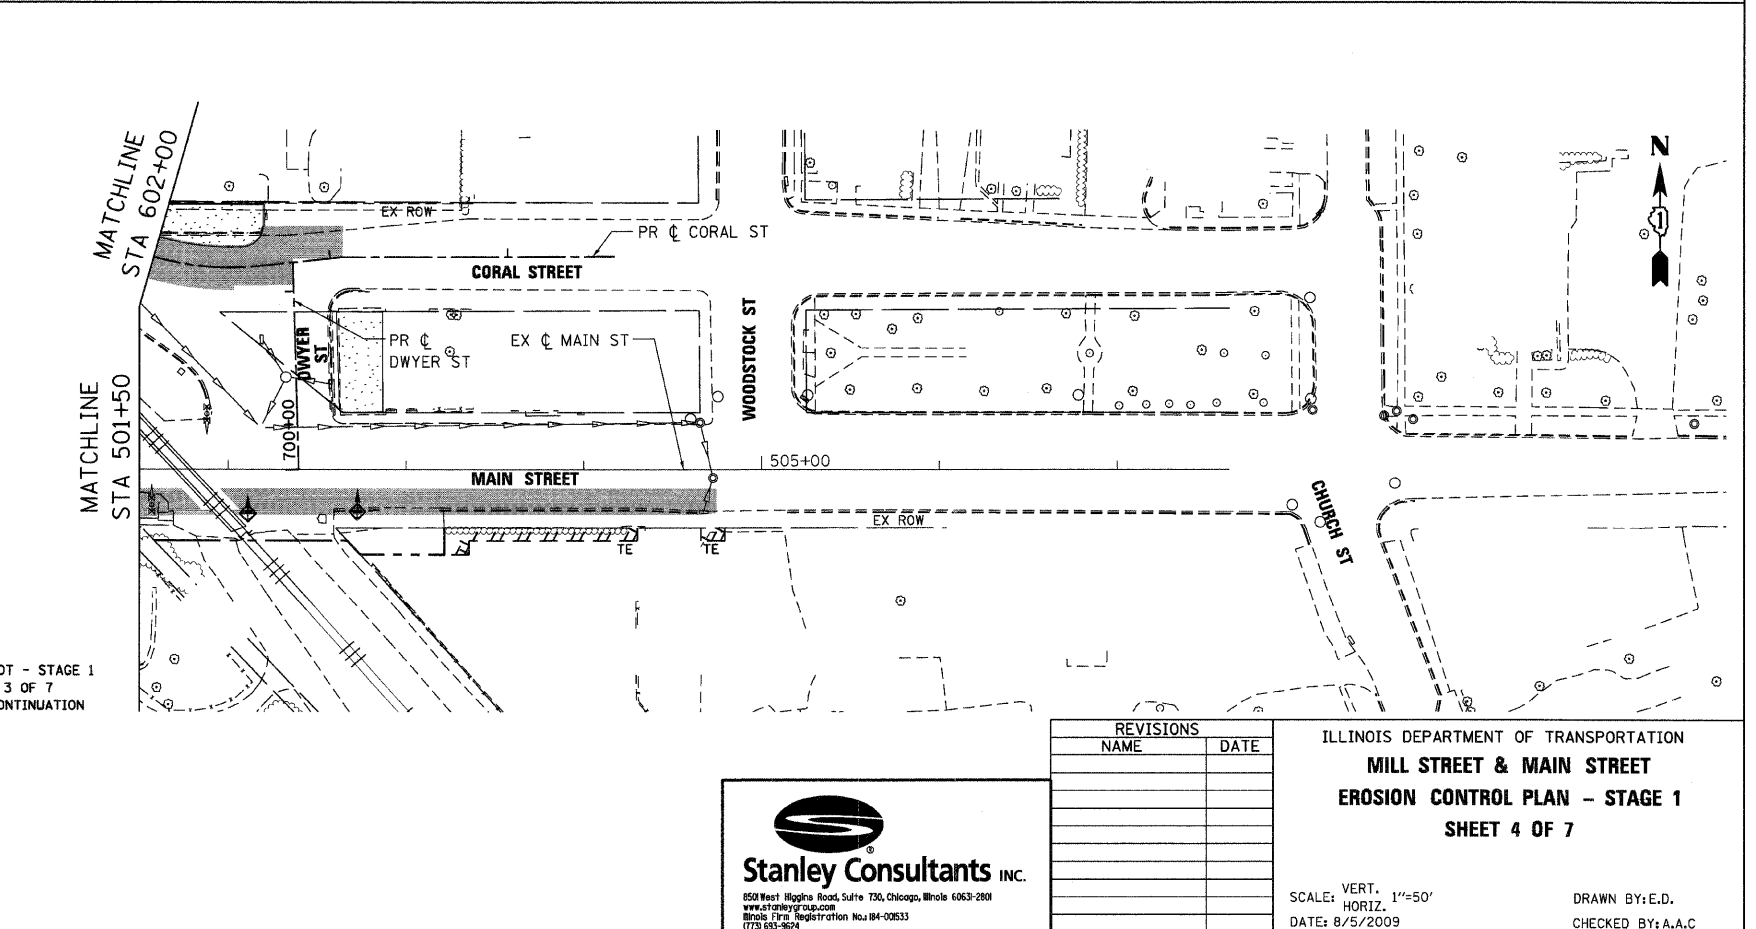 MATCHLINE
STA 602+00
EX ROW
PR ℄ CORAL ST
CORAL STREET
N
1
DWYER
ST
PR ℄
DWYER ST
EX ℄ MAIN ST
WOODSTOCK ST
MATCHLINE
STA 501+50
700+00
505+00
MAIN STREET
EX ROW
CHURCH ST
TE
TE
OT - STAGE 1
3 OF 7
ONTINUATION
REVISIONS
NAME DATE
ILLINOIS DEPARTMENT OF TRANSPORTATION
MILL STREET & MAIN STREET
EROSION CONTROL PLAN - STAGE 1
SHEET 4 OF 7
Stanley Consultants INC.
8501 West Higgins Road, Suite 730, Chicago, Illinois 60631-2801
www.stanleygroup.com
Illinois Firm Registration No.: 184-001533
(773) 693-9624
SCALE: VERT. 1"=50'
HORIZ.
DATE: 8/5/2009
DRAWN BY: E.D.
CHECKED BY: A.A.C